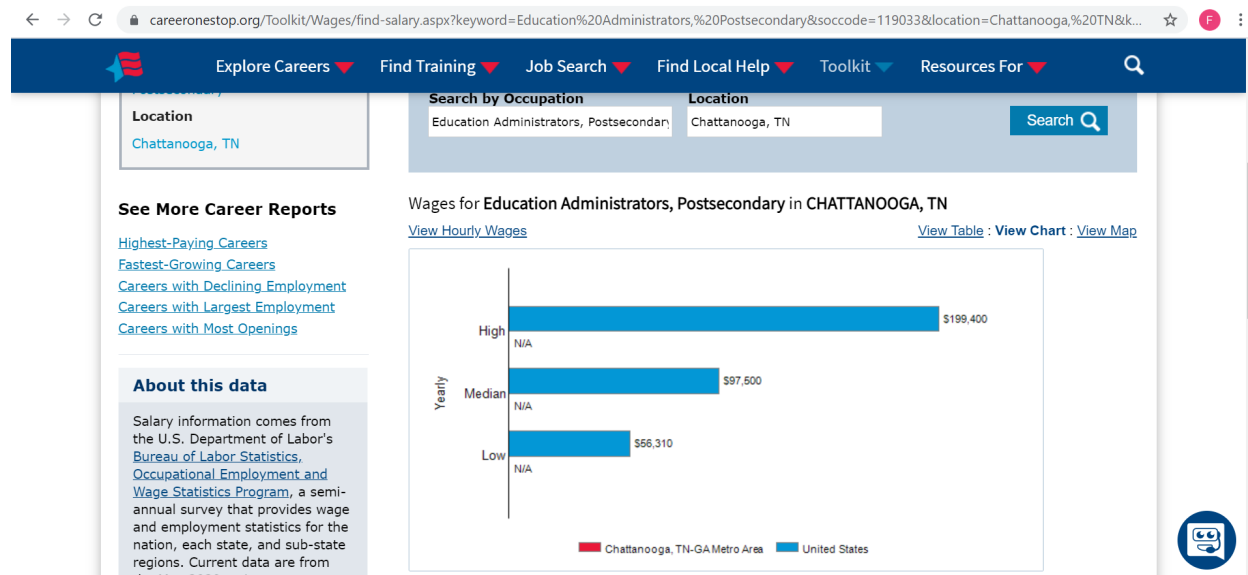 careeronestop.org/Toolkit/Wages/find-salary.aspx?keyword=Education%20Administrators,%20Postsecondary&soccode=119033&location=Chattanooga,%20TN&k...
F
Explore Careers
Find Training
Job Search
Find Local Help
Toolkit
Resources For
Location
Chattanooga, TN
Search by Occupation
Location
Education Administrators, Postsecondary
Chattanooga, TN
Search
See More Career Reports
Highest-Paying Careers
Fastest-Growing Careers
Careers with Declining Employment
Careers with Largest Employment
Careers with Most Openings
About this data
Salary information comes from
the U.S. Department of Labor's
Bureau of Labor Statistics,
Occupational Employment and
Wage Statistics Program, a semi-
annual survey that provides wage
and employment statistics for the
nation, each state, and sub-state
regions. Current data are from
Wages for Education Administrators, Postsecondary in CHATTANOOGA, TN
View Hourly Wages
View Table : View Chart : View Map
Yearly
High
$199,400
N/A
Median
$97,500
N/A
Low
$56,310
N/A
Chattanooga, TN-GA Metro Area
United States